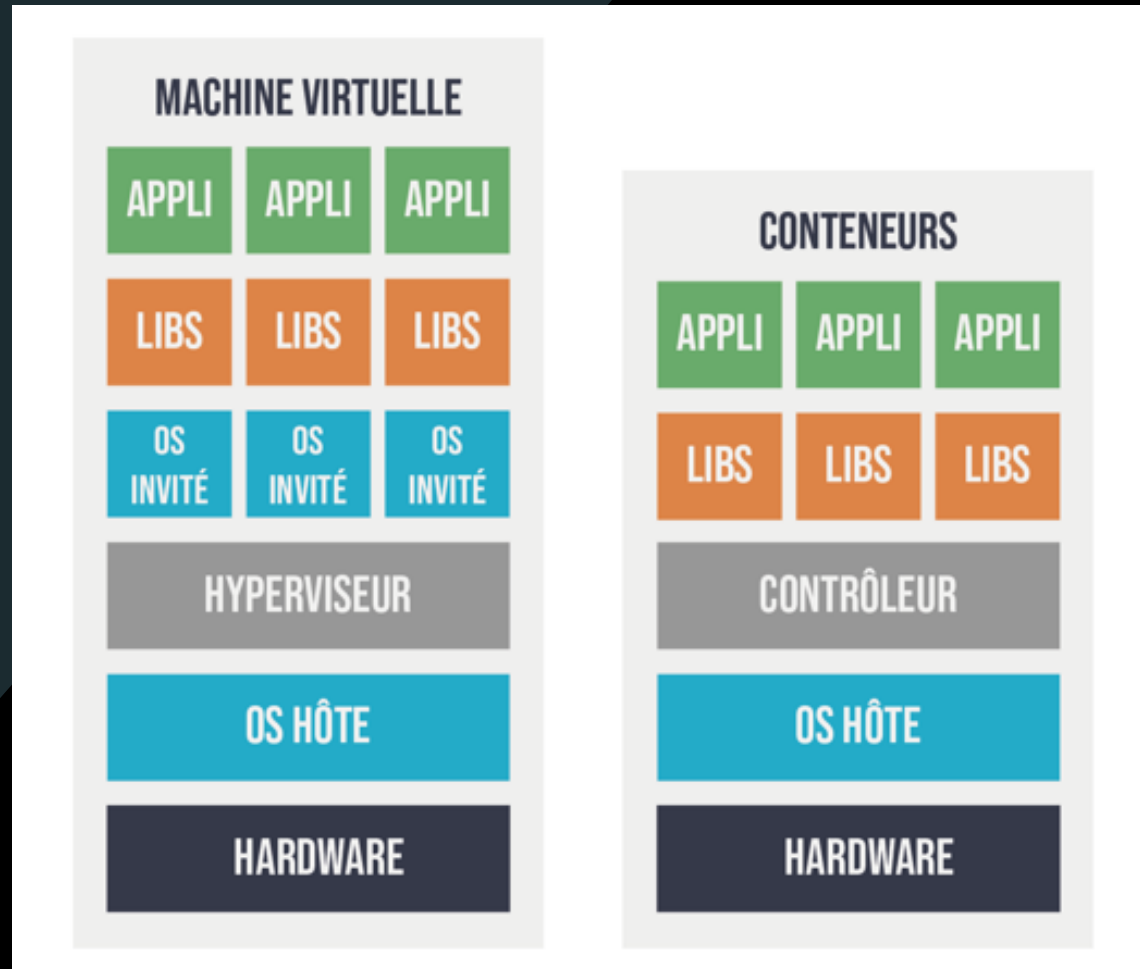 MACHINE VIRTUELLE
APPLI APPLI APPLI
LIBS LIBS LIBS
OS INVITÉ OS INVITÉ OS INVITÉ
HYPERVISEUR
OS HÔTE
HARDWARE
CONTENEURS
APPLI APPLI APPLI
LIBS LIBS LIBS
CONTRÔLEUR
OS HÔTE
HARDWARE